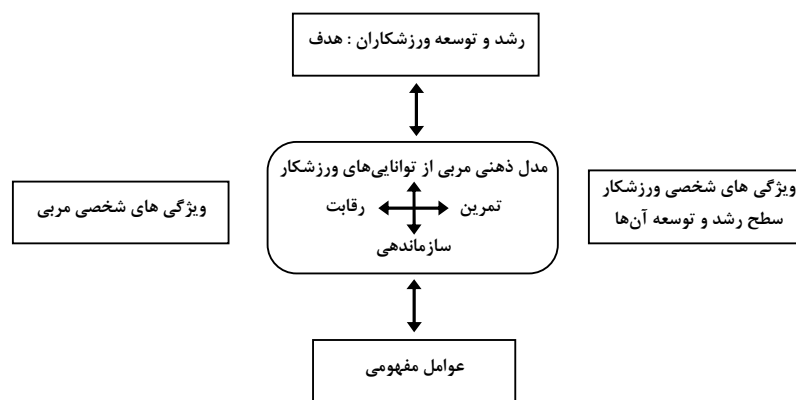 رشد و توسعه ورزشکاران : هدف
مدل ذهنی مربی از توانایی‌های ورزشکار
تمرین
رقابت
سازماندهی
ویژگی های شخصی ورزشکار
سطح رشد و توسعه آن‌ها
ویژگی های شخصی مربی
عوامل مفهومی